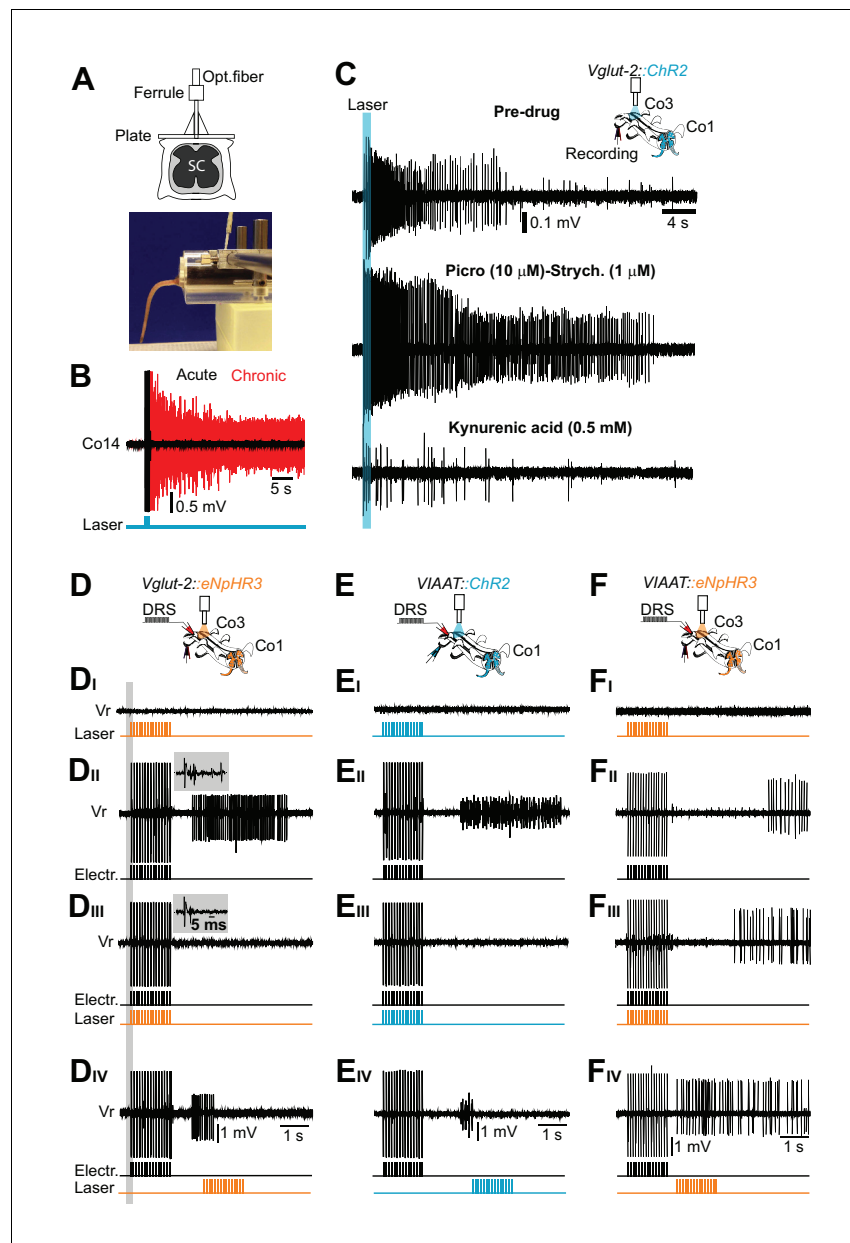 A
Opt.fiber
Ferrule
Plate
SC
B
Acute Chronic
Co14
5 s
0.5 mV
Laser
C
Vglut-2::ChR2
Laser
Co3
Pre-drug
Co1
Recording
0.1 mV
4 s
Picro (10 μM)-Strych. (1 μM)
Kynurenic acid (0.5 mM)
D
Vglut-2::eNpHR3
DRS
Co3
Co1
DI
Vr
Laser
DII
Vr
Electr.
DIII
5 ms
Vr
Electr.
Laser
DIV
Vr
1 mV
1 s
Electr.
Laser
E
VIAAT::ChR2
DRS
Co3
Co1
EI
EII
EIII
EIV
1 mV
1 s
F
VIAAT::eNpHR3
DRS
Co3
Co1
FI
FII
FIII
FIV
1 mV
1 s